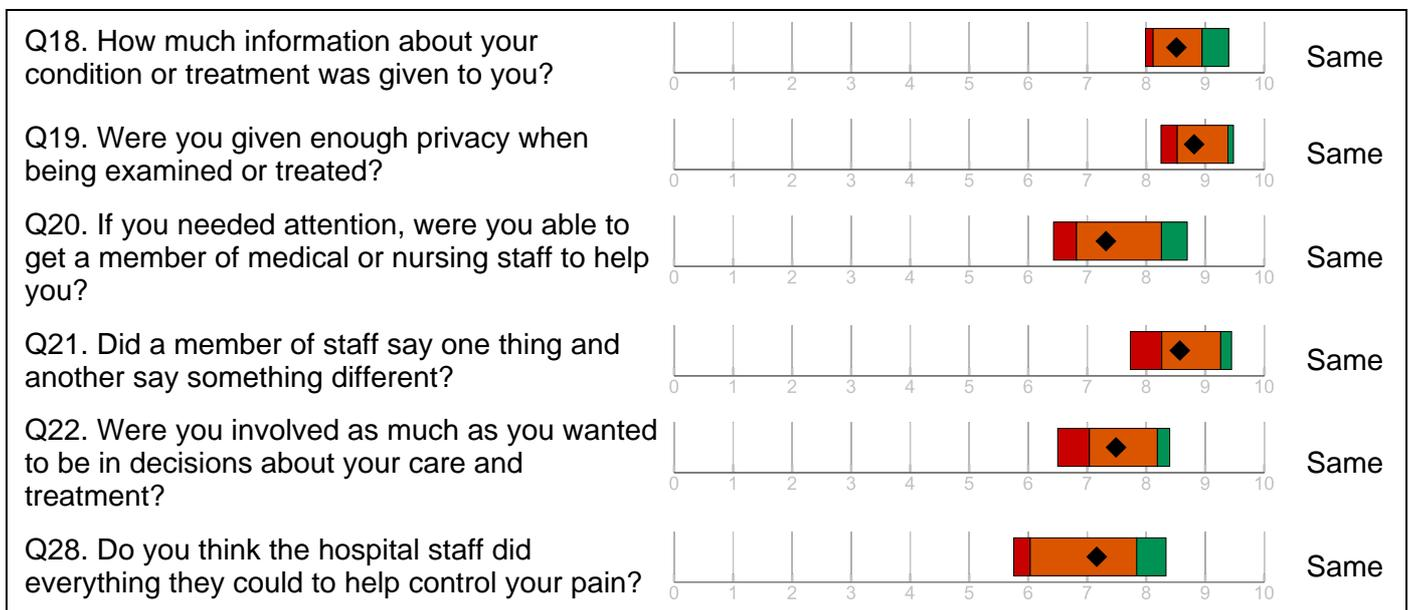 Q18. How much information about your
condition or treatment was given to you?
0 1 2 3 4 5 6 7 8 9 10
Same
Q19. Were you given enough privacy when
being examined or treated?
0 1 2 3 4 5 6 7 8 9 10
Same
Q20. If you needed attention, were you able to
get a member of medical or nursing staff to help
you?
0 1 2 3 4 5 6 7 8 9 10
Same
Q21. Did a member of staff say one thing and
another say something different?
0 1 2 3 4 5 6 7 8 9 10
Same
Q22. Were you involved as much as you wanted
to be in decisions about your care and
treatment?
0 1 2 3 4 5 6 7 8 9 10
Same
Q28. Do you think the hospital staff did
everything they could to help control your pain?
0 1 2 3 4 5 6 7 8 9 10
Same